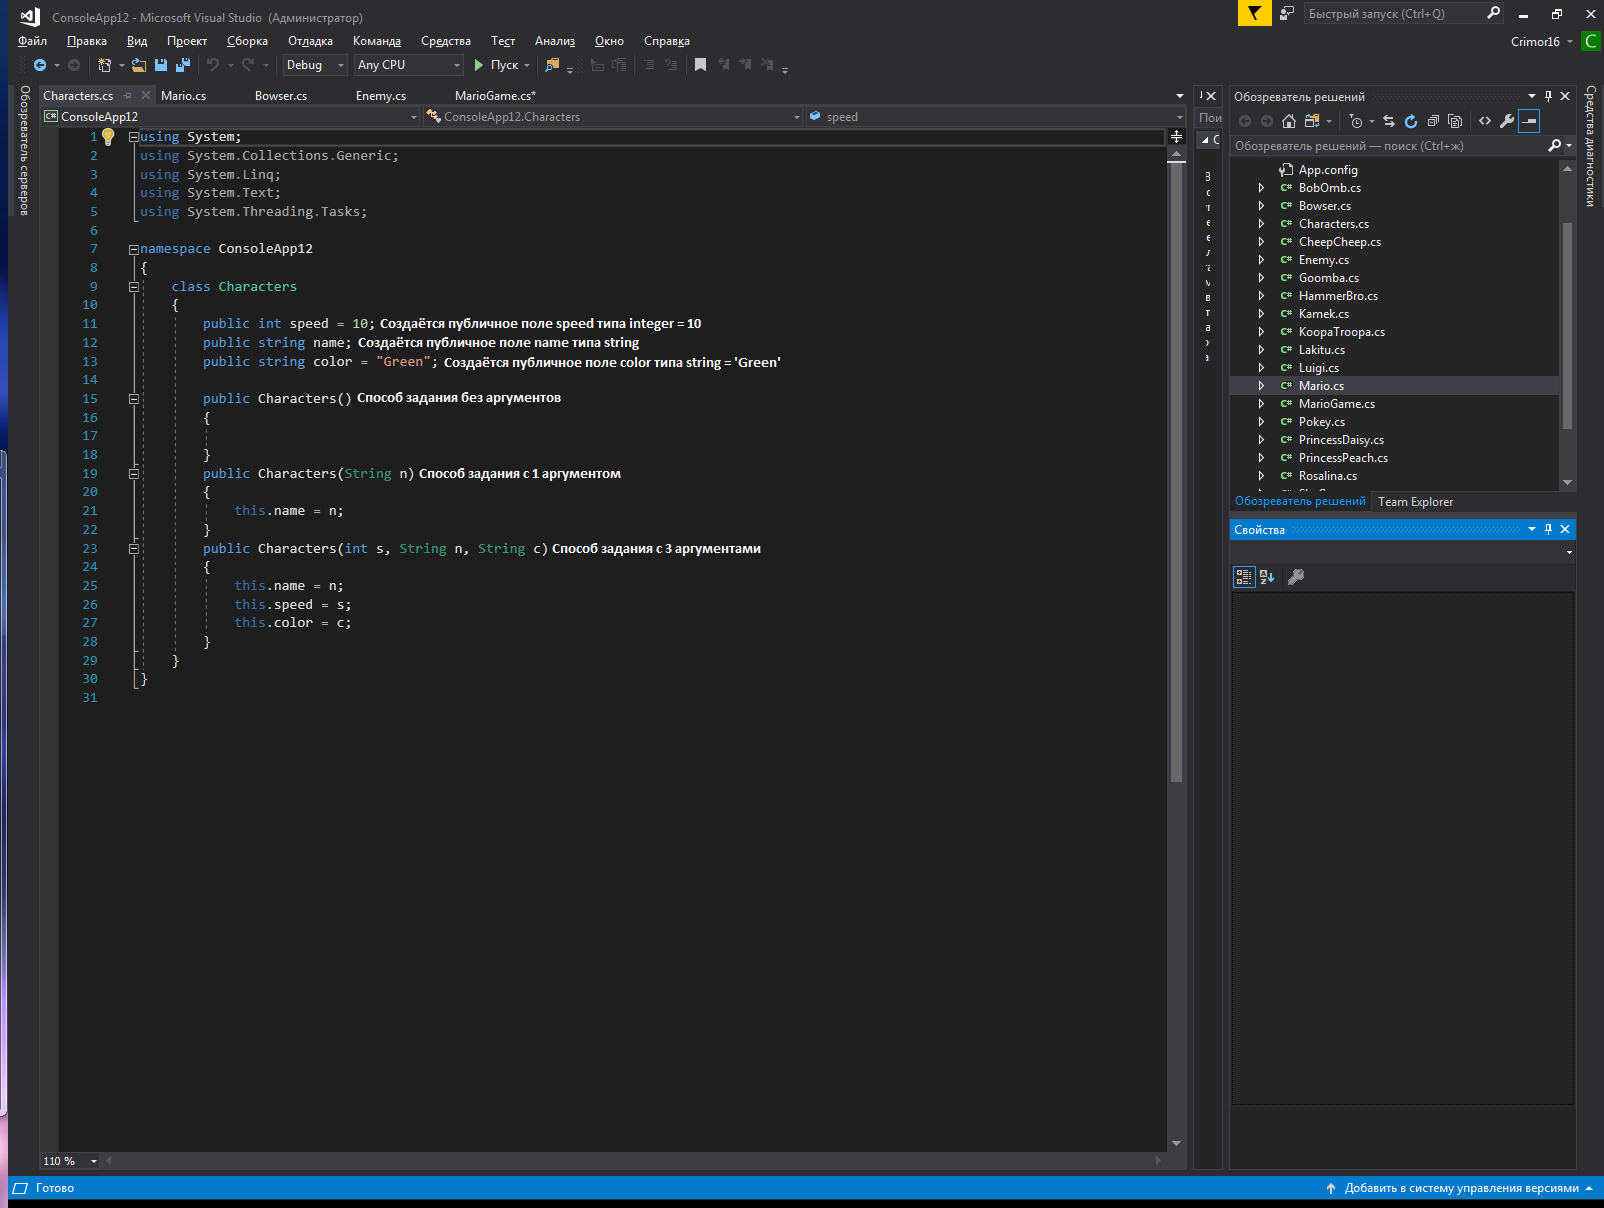 ConsoleApp12 - Microsoft Visual Studio (Администратор)
Быстрый запуск (Ctrl+Q)
Файл Правка Вид Проект Сборка Отладка Команда Средства Тест Анализ Окно Справка
Crimor16 C
Debug Any CPU Пуск
Обозреватель серверов
Characters.cs Mario.cs Bowser.cs Enemy.cs MarioGame.cs*
C# ConsoleApp12 ConsoleApp12.Characters speed
1 using System;
2 using System.Collections.Generic;
3 using System.Linq;
4 using System.Text;
5 using System.Threading.Tasks;
6
7 namespace ConsoleApp12
8 {
9 class Characters
10 {
11 public int speed = 10; Создаётся публичное поле speed типа integer = 10
12 public string name; Создаётся публичное поле name типа string
13 public string color = "Green"; Создаётся публичное поле color типа string = 'Green'
14
15 public Characters() Способ задания без аргументов
16 {
17
18 }
19 public Characters(String n) Способ задания с 1 аргументом
20 {
21 this.name = n;
22 }
23 public Characters(int s, String n, String c) Способ задания с 3 аргументами
24 {
25 this.name = n;
26 this.speed = s;
27 this.color = c;
28 }
29 }
30 }
31
110 %
Пои
Обозреватель решений
Обозреватель решений — поиск (Ctrl+ж)
App.config
C# BobOmb.cs
C# Bowser.cs
C# Characters.cs
C# CheepCheep.cs
C# Enemy.cs
C# Goomba.cs
C# HammerBro.cs
C# Kamek.cs
C# KoopaTroopa.cs
C# Lakitu.cs
C# Luigi.cs
C# Mario.cs
C# MarioGame.cs
C# Pokey.cs
C# PrincessDaisy.cs
C# PrincessPeach.cs
C# Rosalina.cs
Обозреватель решений Team Explorer
Свойства
Средства диагностики
Готово
Добавить в систему управления версиями